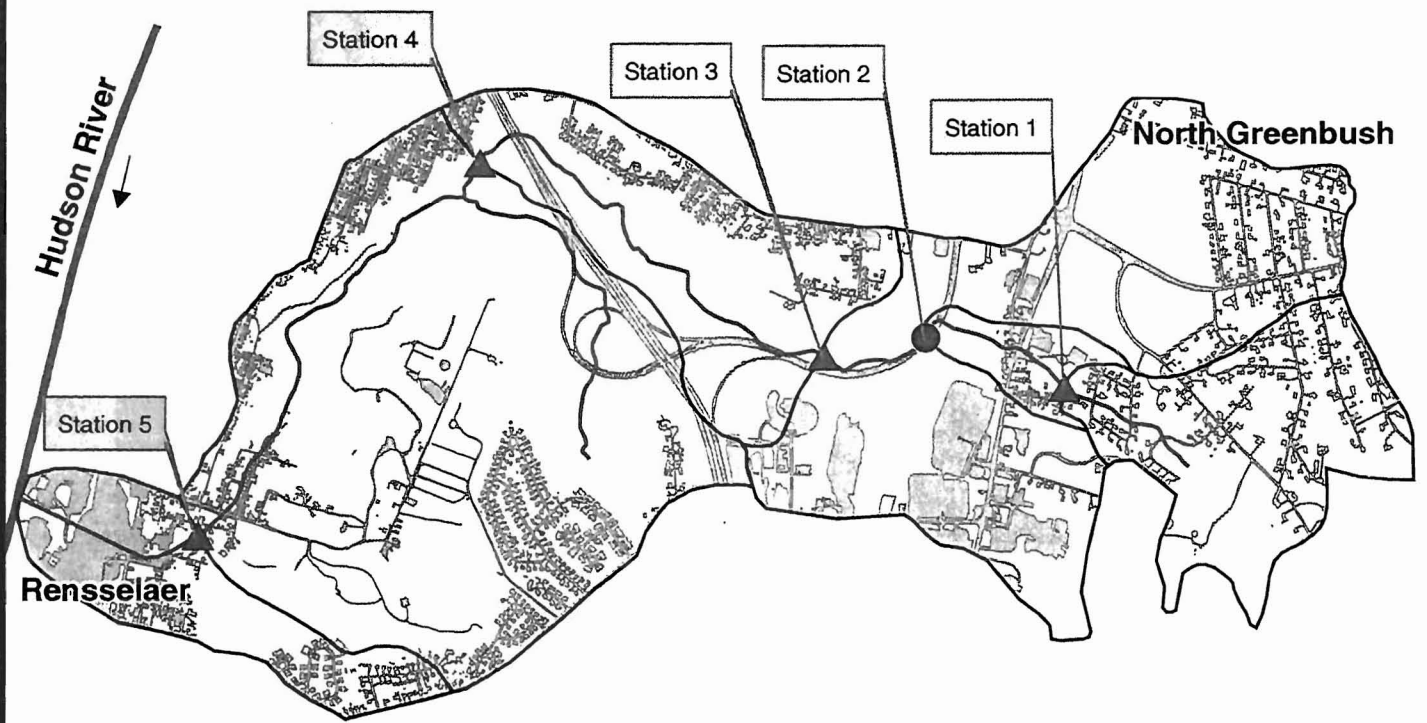 Station 4
Station 3
Station 2
Station 1
North Greenbush
Hudson River
Station 5
Rensselaer